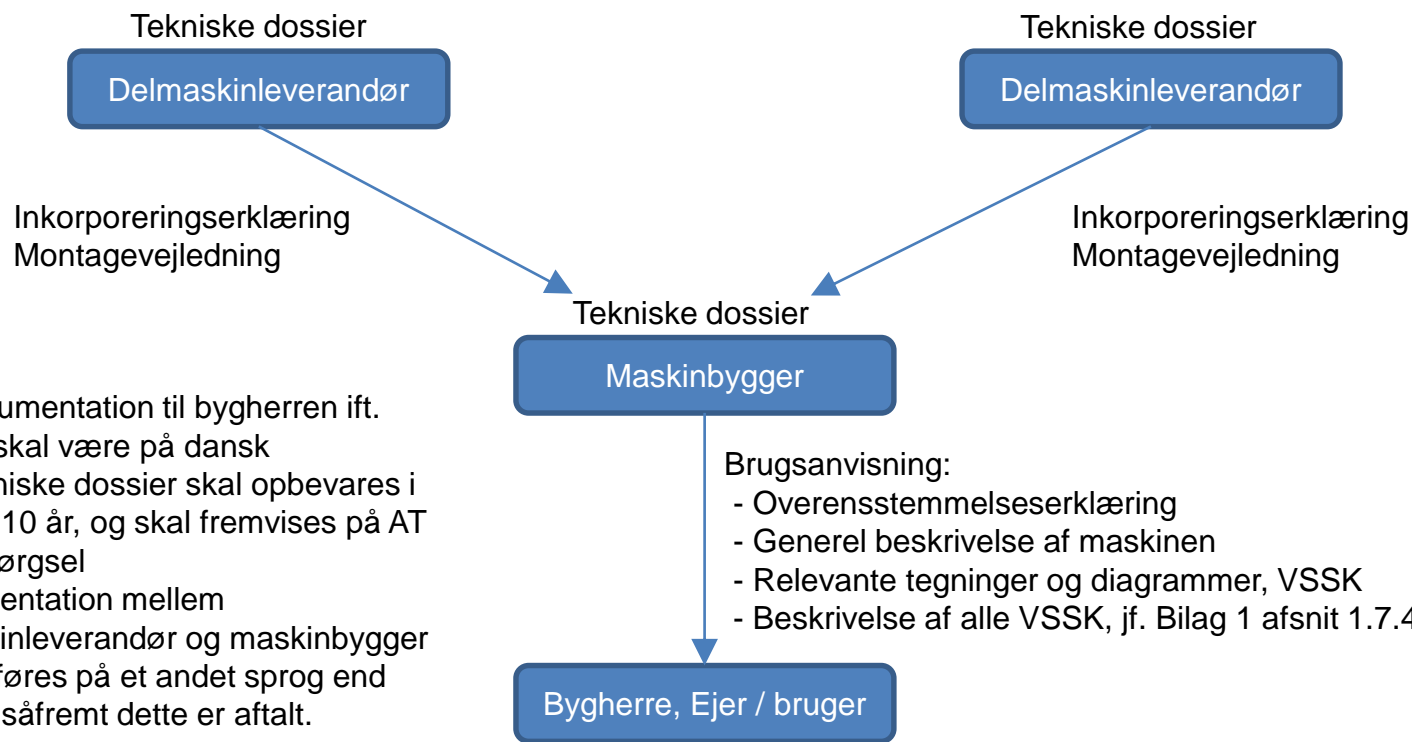 Tekniske dossier
Delmaskinleverandør
Tekniske dossier
Delmaskinleverandør
Inkorporeringserklæring
Montagevejledning
Inkorporeringserklæring
Montagevejledning
Tekniske dossier
Maskinbygger
umentation til bygherren ift.
skal være på dansk
niske dossier skal opbevares i
10 år, og skal fremvises på AT
ørgsel
entation mellem
inleverandør og maskinbygger
føres på et andet sprog end
såfremt dette er aftalt.
Brugsanvisning:
- Overensstemmelseserklæring
- Generel beskrivelse af maskinen
- Relevante tegninger og diagrammer, VSSK
- Beskrivelse af alle VSSK, jf. Bilag 1 afsnit 1.7.4
Bygherre, Ejer / bruger